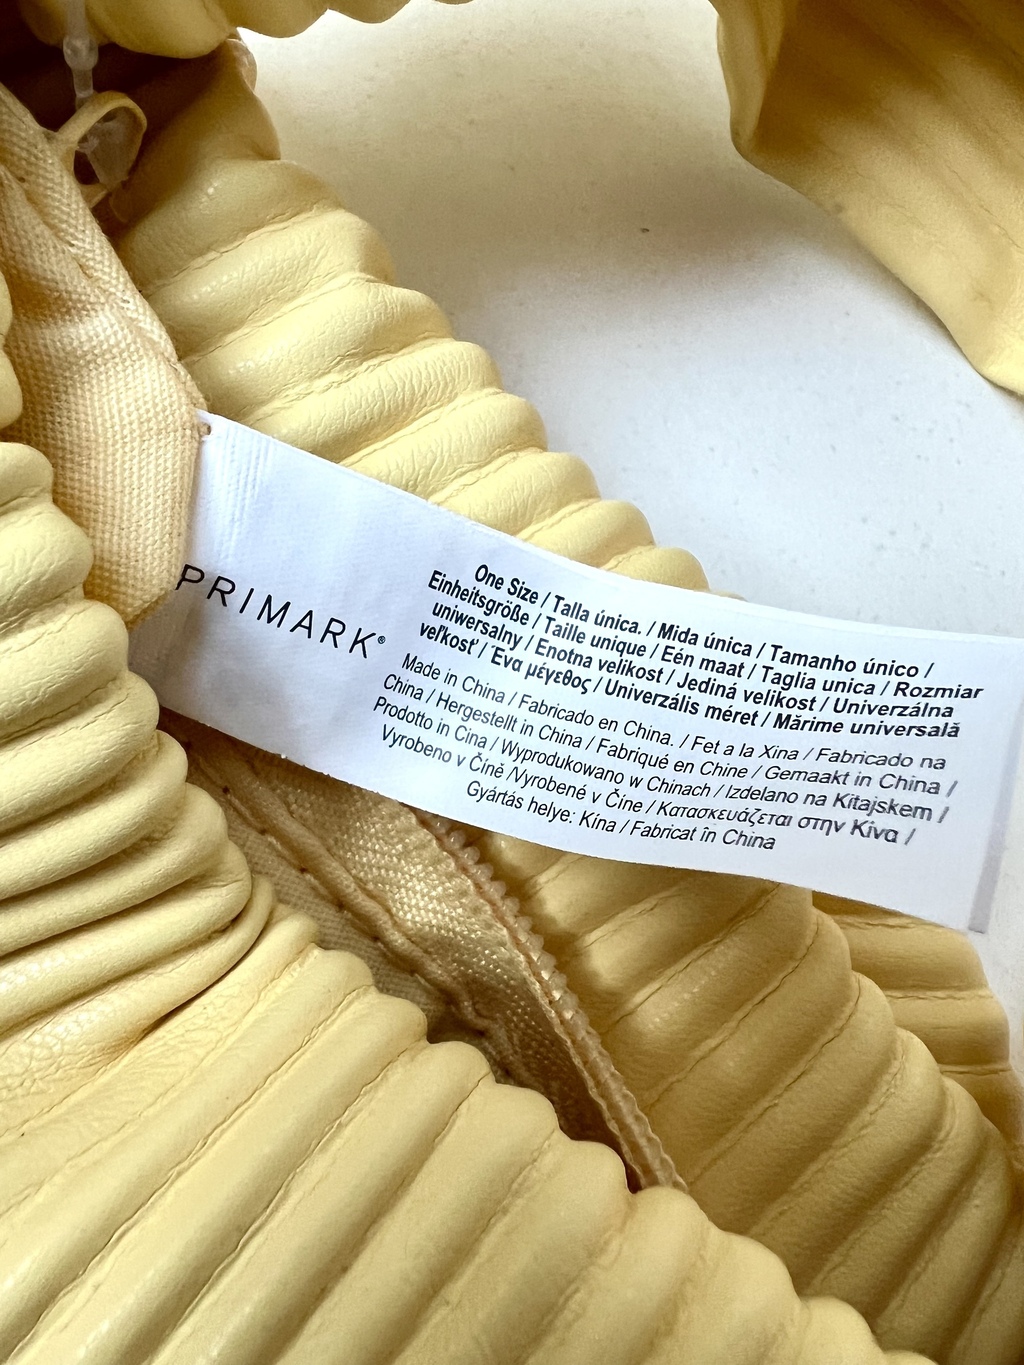 PRIMARK®
One Size / Talla única. / Mida única / Tamanho único /
Einheitsgröße / Taille unique / Eén maat / Taglia unica / Rozmiar
uniwersalny / Enotna velikost / Jediná velikost / Univerzálna
veľkosť / Ένα μέγεθος / Univerzális méret / Mărime universală
Made in China / Fabricado en China. / Fet a la Xina / Fabricado na
China / Hergestellt in China / Fabriqué en Chine / Gemaakt in China /
Prodotto in Cina / Wyprodukowano w Chinach / Izdelano na Kitajskem /
Vyrobeno v Číně /Vyrobené v Číne / Κατασκευάζεται στην Κίνα /
Gyártás helye: Kína / Fabricat în China